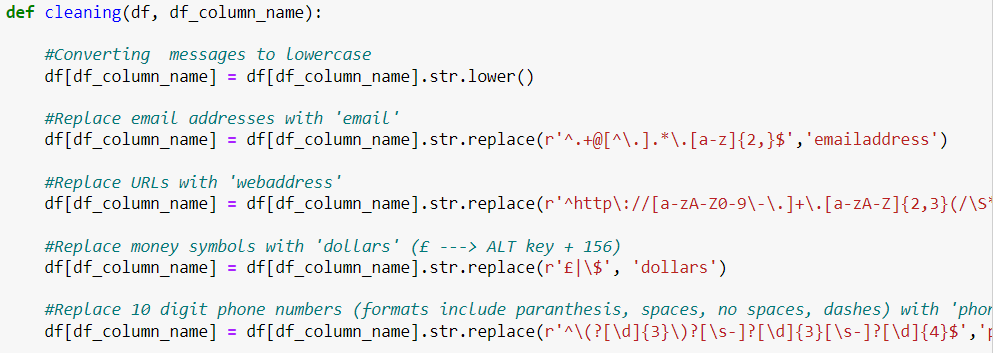 def cleaning(df, df_column_name):
#Converting  messages to lowercase
df[df_column_name] = df[df_column_name].str.lower()
#Replace email addresses with 'email'
df[df_column_name] = df[df_column_name].str.replace(r'^.+@[^\.].*\.[a-z]{2,}$','emailaddress')
#Replace URLs with 'webaddress'
df[df_column_name] = df[df_column_name].str.replace(r'^http\://[a-zA-Z0-9\-\.]+\.[a-zA-Z]{2,3}(/\S*
#Replace money symbols with 'dollars' (£ ---> ALT key + 156)
df[df_column_name] = df[df_column_name].str.replace(r'£|\$', 'dollars')
#Replace 10 digit phone numbers (formats include paranthesis, spaces, no spaces, dashes) with 'phon
df[df_column_name] = df[df_column_name].str.replace(r'^\(?[\d]{3}\)?[\s-]?[\d]{3}[\s-]?[\d]{4}$','p